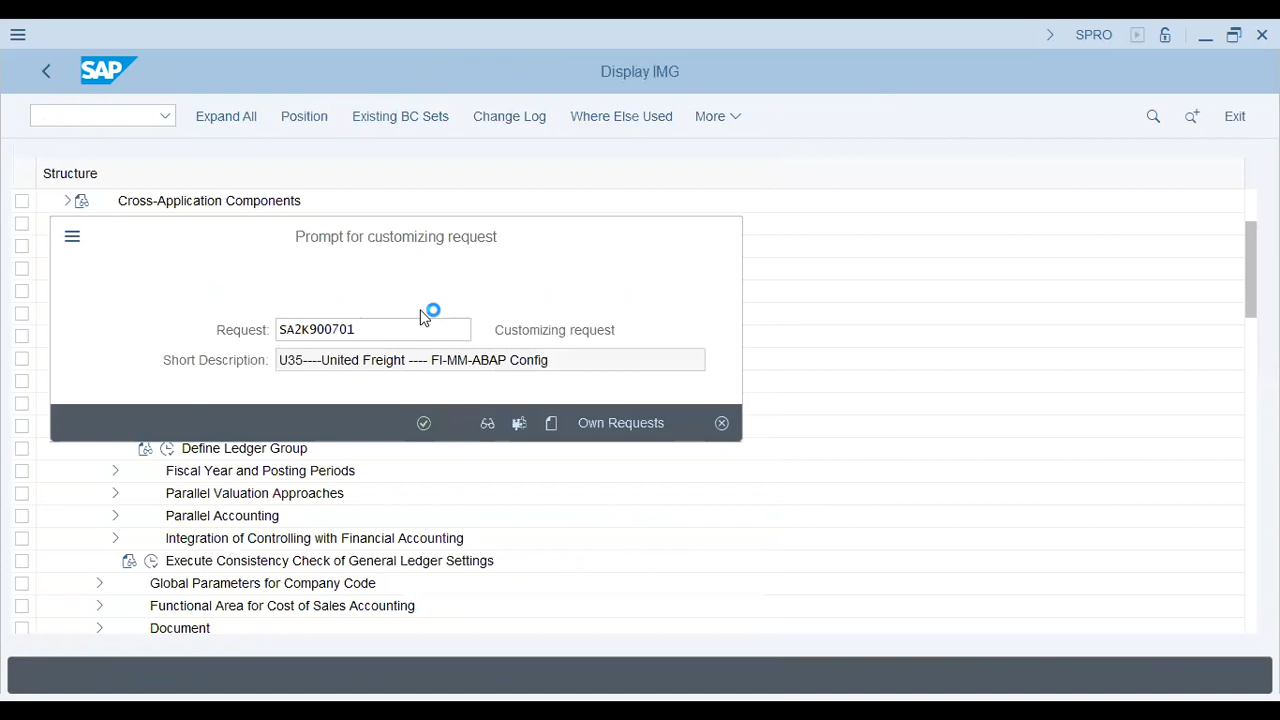 SPRO
SAP
Display IMG
Expand All
Position
Existing BC Sets
Change Log
Where Else Used
More
Exit
Structure
Cross-Application Components
Prompt for customizing request
Request: SA2K900701 Customizing request
Short Description: U35----United Freight ---- FI-MM-ABAP Config
Own Requests
Define Ledger Group
Fiscal Year and Posting Periods
Parallel Valuation Approaches
Parallel Accounting
Integration of Controlling with Financial Accounting
Execute Consistency Check of General Ledger Settings
Global Parameters for Company Code
Functional Area for Cost of Sales Accounting
Document